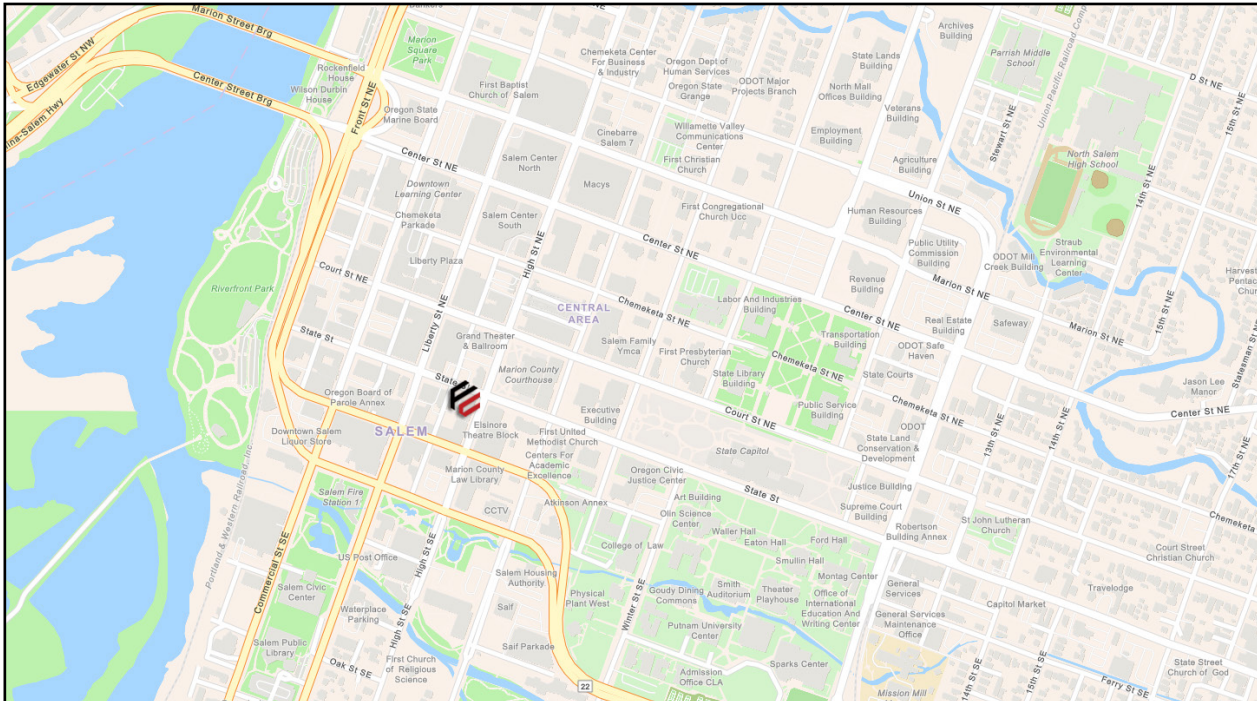 Bankers
Marion Street Brg
Marion
Square
Park
Edgewater St NW
Rockenfield
House
Wilson Durbin
House
Center Street Brg
ina-Salem Hwy
Front St NE
Oregon State
Marine Board
First Baptist
Church of Salem
Chemeketa Center
For Business
& Industry
Oregon Dept of
Human Services
Oregon State
Grange
ODOT Major
Projects Branch
State Lands
Building
Archives
Building
North Mall
Offices Building
Veterans
Building
Parrish Middle
School
Union Pacific Railroad Comp
D St NE
15th St NE
Stewart St NE
Cinebarre
Salem 7
Willamette Valley
Communications
Center
Employment
Building
First Christian
Church
Agriculture
Building
North Salem
High School
14th St NE
Center St NE
Salem Center
North
Macys
Downtown
Learning Center
Chemeketa
Parkade
Salem Center
South
High St NE
First Congregational
Church Ucc
Union St NE
Human Resources
Building
Public Utility
Commission
Building
ODOT Mill
Creek Building
Straub
Environmental
Learning
Center
Harvest
Pentac
Chur
Center St NE
Liberty Plaza
Court St NE
Riverfront Park
Revenue
Building
Marion St NE
Labor And Industries
Building
Center St NE
CENTRAL
AREA
Chemeketa St NE
Liberty St NE
State St
Grand Theater
& Ballroom
Salem Family
Ymca
First Presbyterian
Church
Transportation
Building
Real Estate
Building
Safeway
ODOT Safe
Haven
Marion St NE
15th St NE
Statesman St
Marion County
Courthouse
State Library
Building
Chemeketa St NE
State Courts
Jason Lee
Manor
State
Oregon Board of
Parole Annex
Executive
Building
Court St NE
Public Service
Building
Chemeketa St NE
Center St NE
Downtown Salem
Liquor Store
SALEM
Elsinore
Theatre Block
First United
Methodist Church
ODOT
State Land
Conservation &
Development
13th St NE
14th St NE
17th St NE
Centers For
Academic
Excellence
State Capitol
Marion County
Law Library
Oregon Civic
Justice Center
State St
Justice Building
Portland & Western Railroad, Inc.
Salem Fire
Station 1
CCTV
Atkinson Annex
Art Building
Olin Science
Center
Supreme Court
Building
Chemeketa
Waller Hall
Eaton Hall
Ford Hall
Robertson
Building Annex
St John Lutheran
Church
US Post Office
High St SE
College of Law
Smullin Hall
Court Street
Christian Church
Commercial St SE
Salem Civic
Center
Salem Housing
Authority
Physical
Plant West
Winter St SE
Goudy Dining
Commons
Smith
Auditorium
Theater
Playhouse
Montag Center
Office of
International
Education And
Writing Center
General
Services
Travelodge
Capitol Market
Waterplace
Parking
High St SE
Saif
Putnam University
Center
General Services
Maintenance
Office
Salem Public
Library
Oak St SE
First Church
of Religious
Science
Saif Parkade
Admission
Office CLA
Sparks Center
State Street
Church of God
22
Mission Mill
14th St SE
15th St SE
Ferry St SE